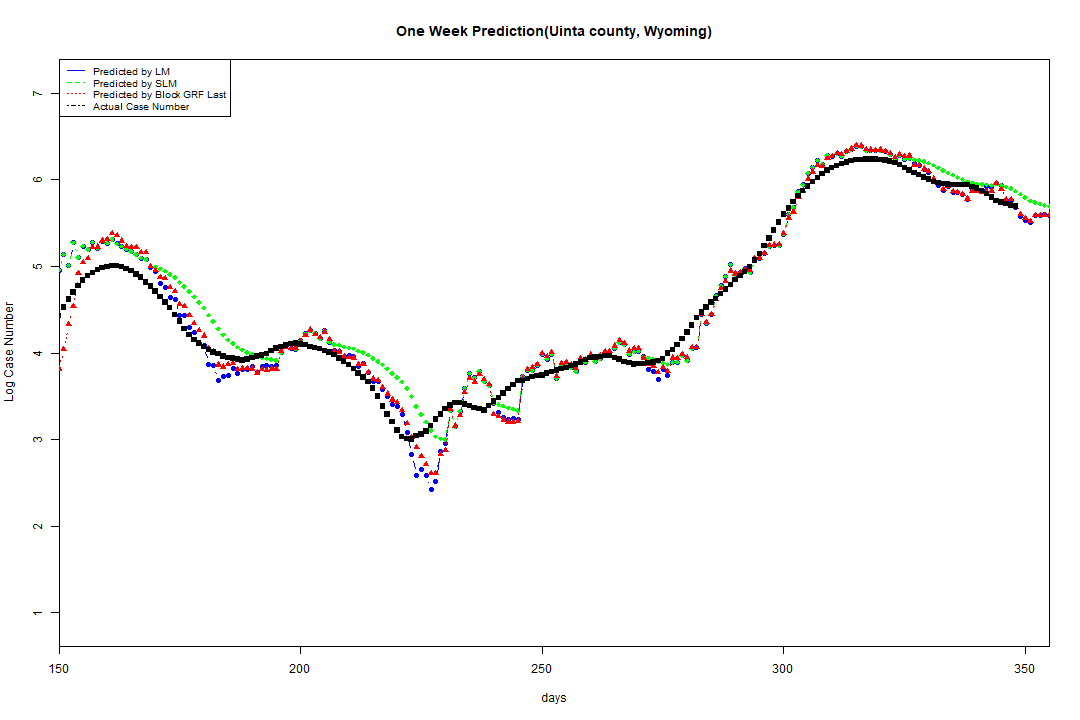 One Week Prediction(Uinta county, Wyoming)
Predicted by LM
Predicted by SLM
Predicted by Block GRF Last
Actual Case Number
7
6
5
4
3
2
1
Log Case Number
150 200 250 300 350
days